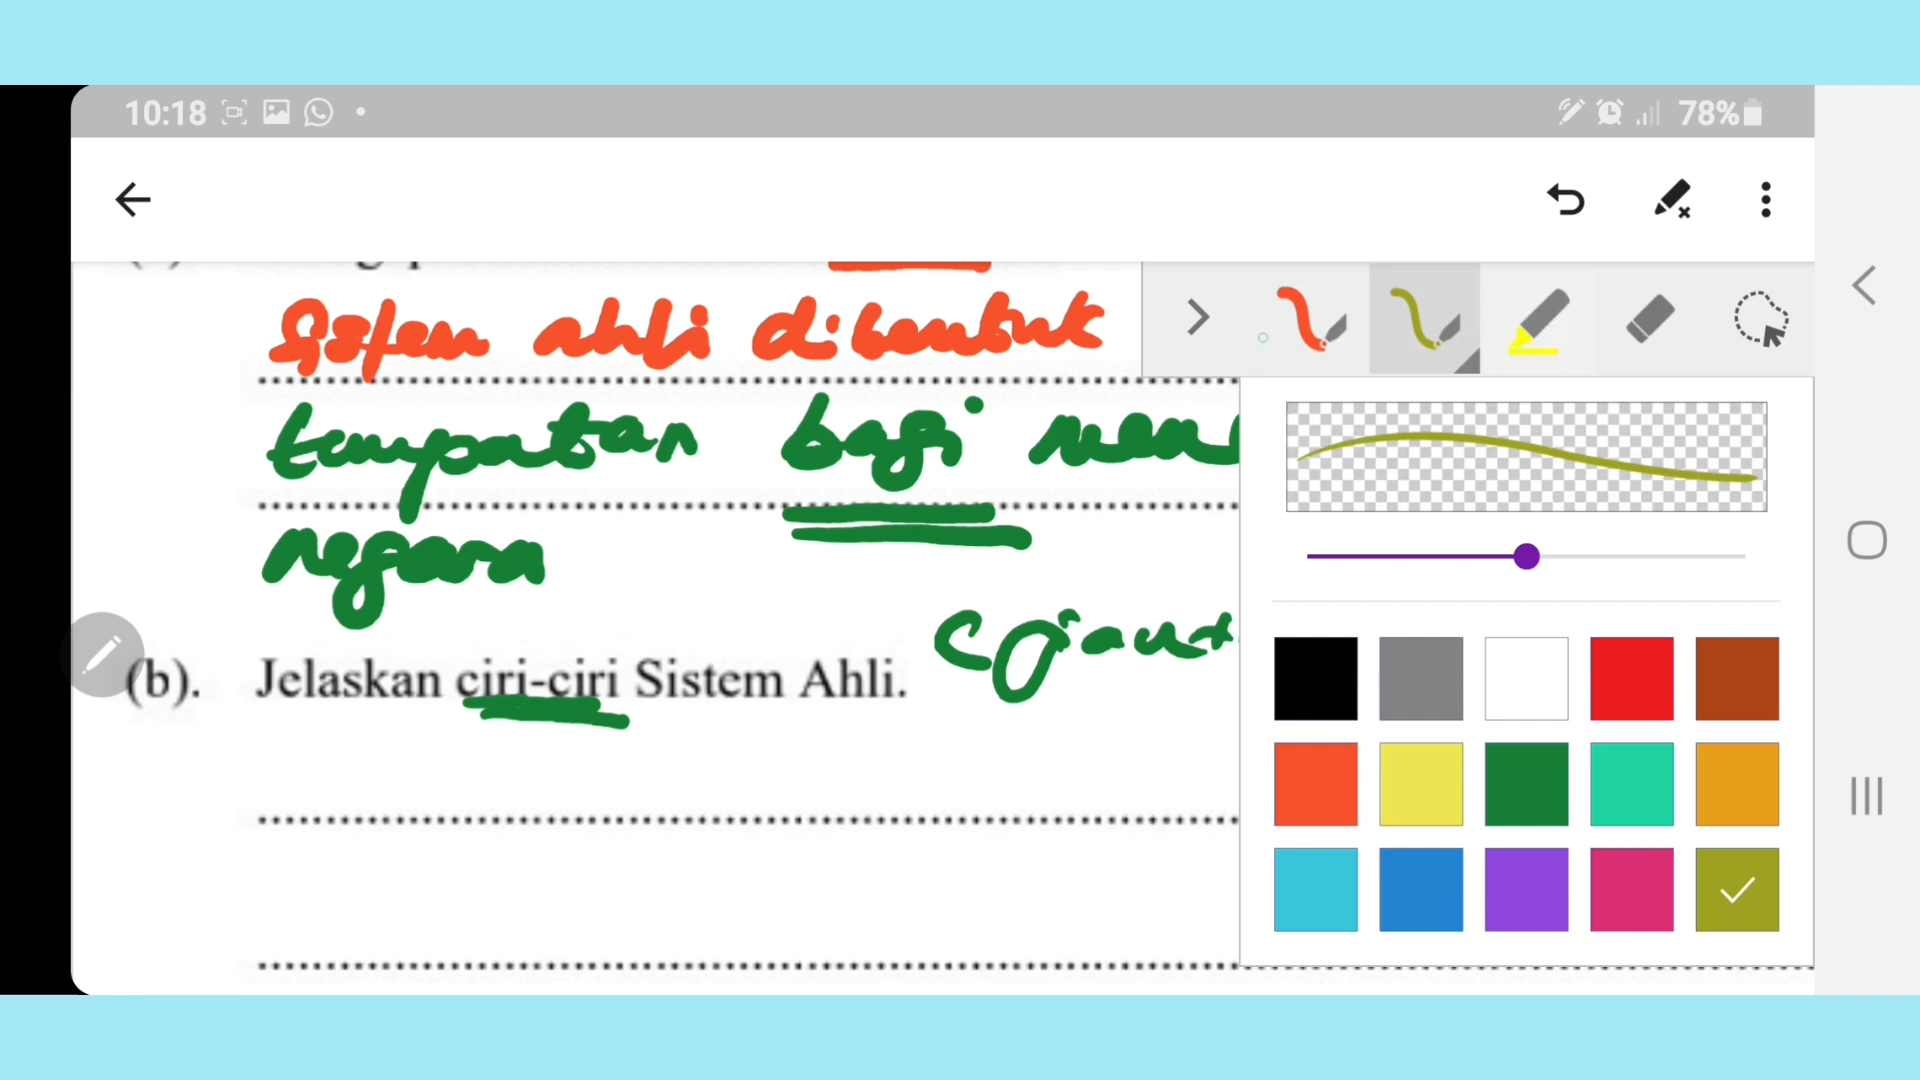 10:18
78%
Sistem ahli dibentuk
tempatan bagi
negara
(b). Jelaskan ciri-ciri Sistem Ahli.